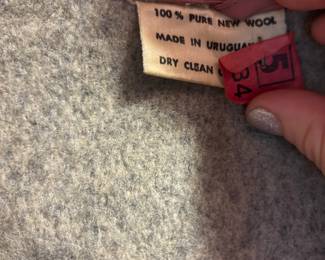 100% PURE NEW WOOL
MADE IN URUGUAY
DRY CLEAN
5
34